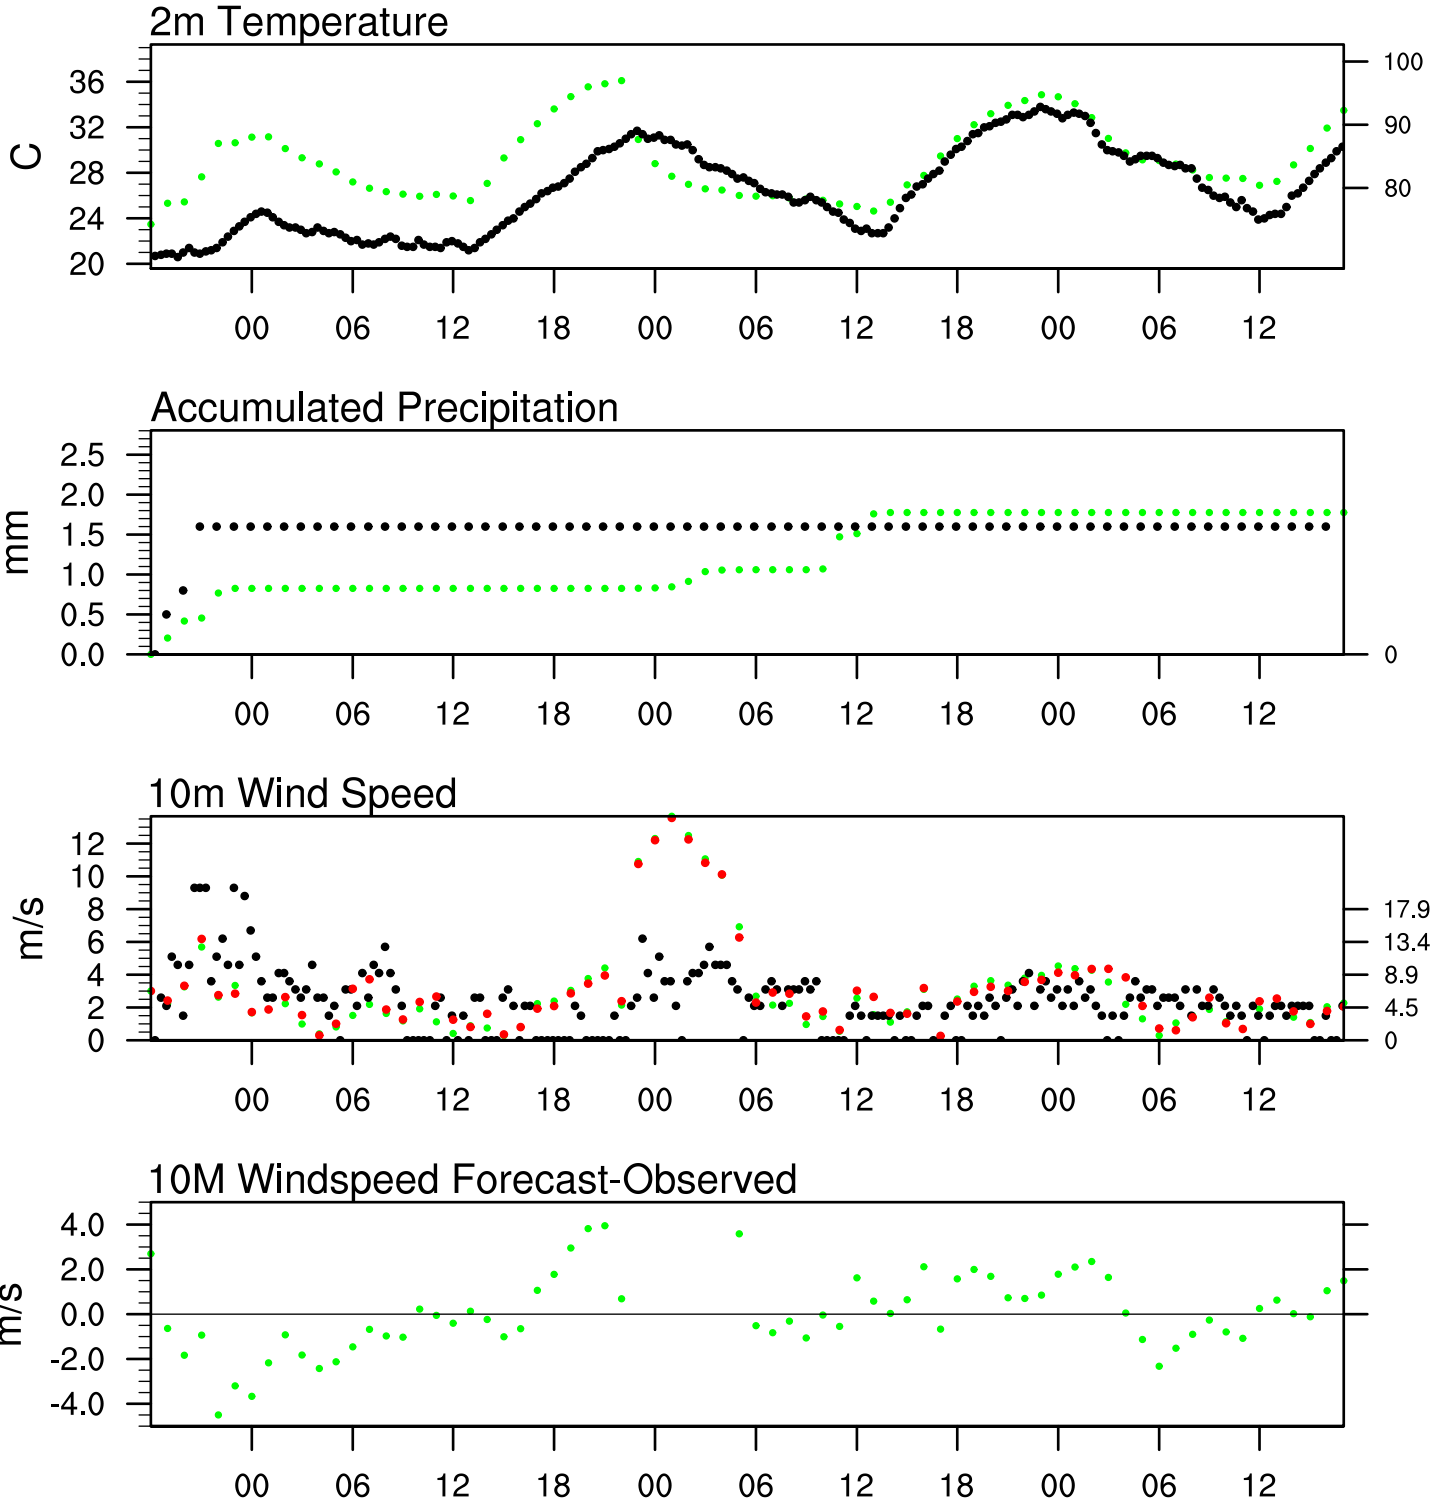 2m Temperature
36
32
28
24
20
C
100
90
80
00 06 12 18 00 06 12 18 00 06 12
Accumulated Precipitation
2.5
2.0
1.5
1.0
0.5
0.0
mm
0
00 06 12 18 00 06 12 18 00 06 12
10m Wind Speed
12
10
8
6
4
2
0
m/s
17.9
13.4
8.9
4.5
0
00 06 12 18 00 06 12 18 00 06 12
10M Windspeed Forecast-Observed
4.0
2.0
0.0
-2.0
-4.0
m/s
00 06 12 18 00 06 12 18 00 06 12